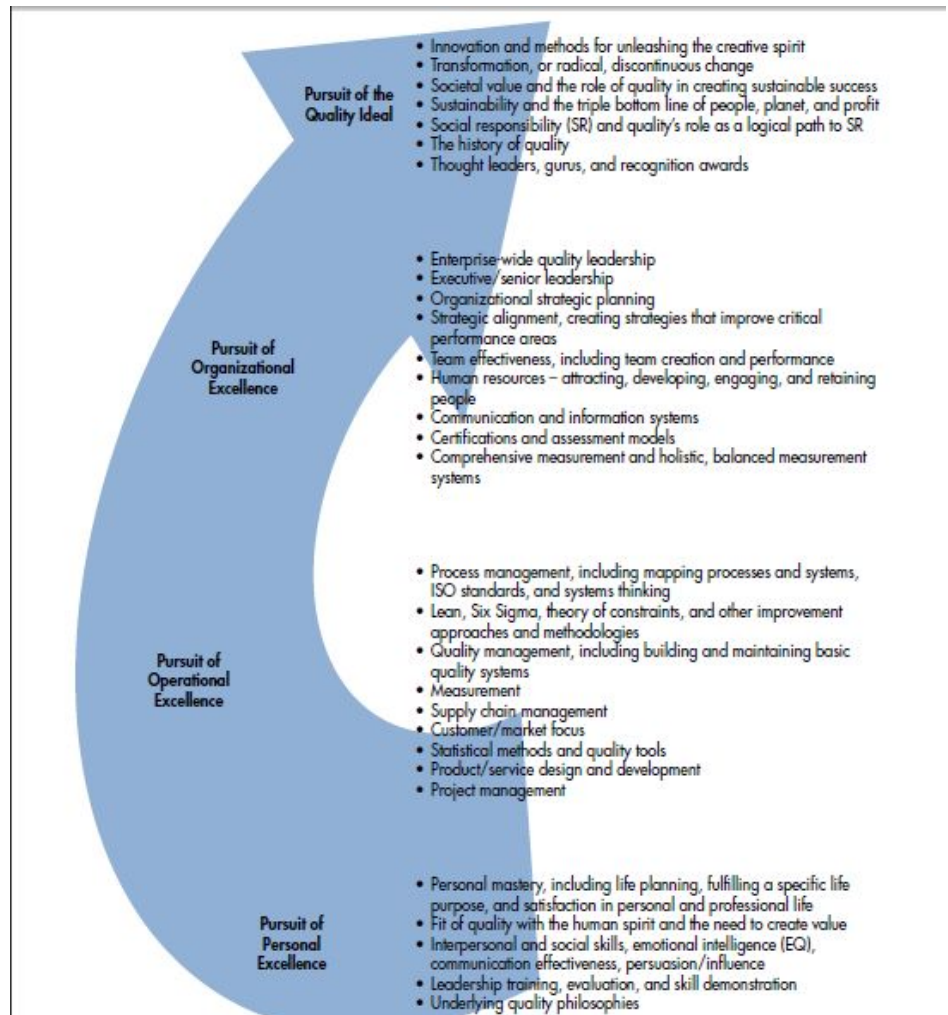 Pursuit of the
Quality Ideal
• Innovation and methods for unleashing the creative spirit
• Transformation, or radical, discontinuous change
• Societal value and the role of quality in creating sustainable success
• Sustainability and the triple bottom line of people, planet, and profit
• Social responsibility (SR) and quality's role as a logical path to SR
• The history of quality
• Thought leaders, gurus, and recognition awards
Pursuit of
Organizational
Excellence
• Enterprise-wide quality leadership
• Executive/senior leadership
• Organizational strategic planning
• Strategic alignment, creating strategies that improve critical
performance areas
• Team effectiveness, including team creation and performance
• Human resources – attracting, developing, engaging, and retaining
people
• Communication and information systems
• Certifications and assessment models
• Comprehensive measurement and holistic, balanced measurement
systems
Pursuit of
Operational
Excellence
• Process management, including mapping processes and systems,
ISO standards, and systems thinking
• Lean, Six Sigma, theory of constraints, and other improvement
approaches and methodologies
• Quality management, including building and maintaining basic
quality systems
• Measurement
• Supply chain management
• Customer/market focus
• Statistical methods and quality tools
• Product/service design and development
• Project management
Pursuit of
Personal
Excellence
• Personal mastery, including life planning, fulfilling a specific life
purpose, and satisfaction in personal and professional life
• Fit of quality with the human spirit and the need to create value
• Interpersonal and social skills, emotional intelligence (EQ),
communication effectiveness, persuasion/influence
• Leadership training, evaluation, and skill demonstration
• Underlying quality philosophies